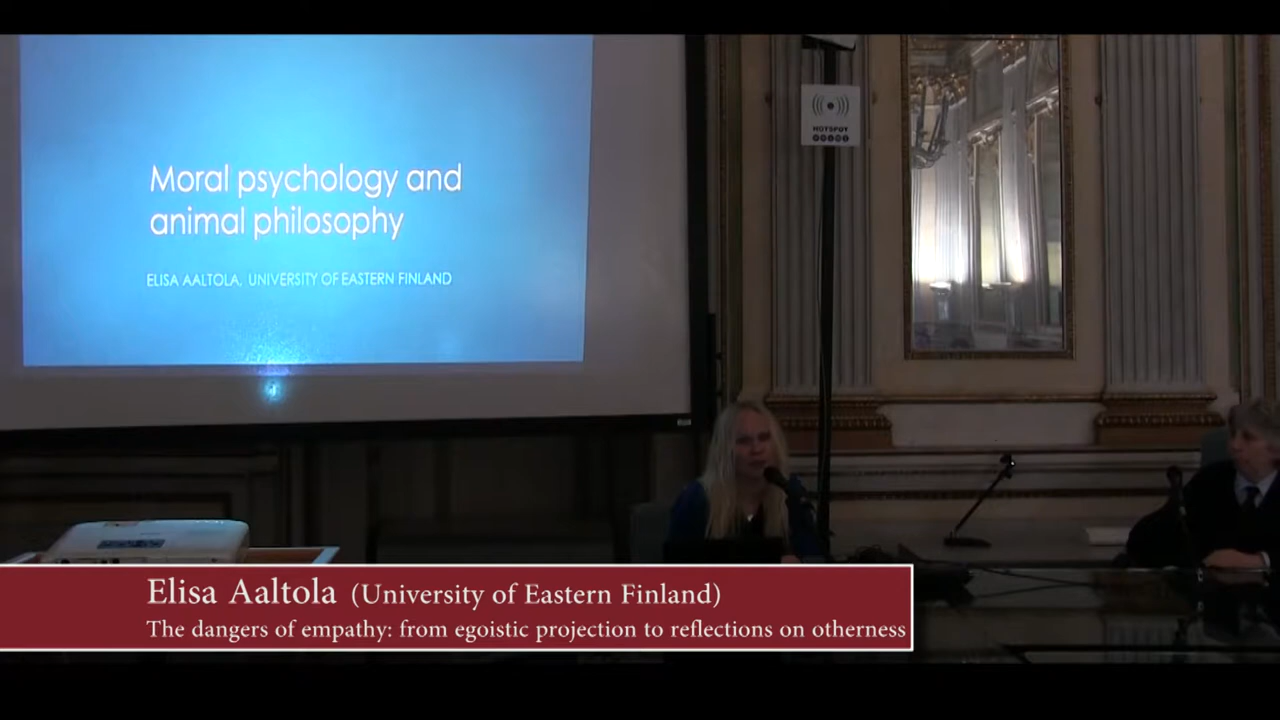 Moral psychology and
animal philosophy
ELISA AALTOLA, UNIVERSITY OF EASTERN FINLAND
HOTSPOT
Elisa Aaltola (University of Eastern Finland)
The dangers of empathy: from egoistic projection to reflections on otherness